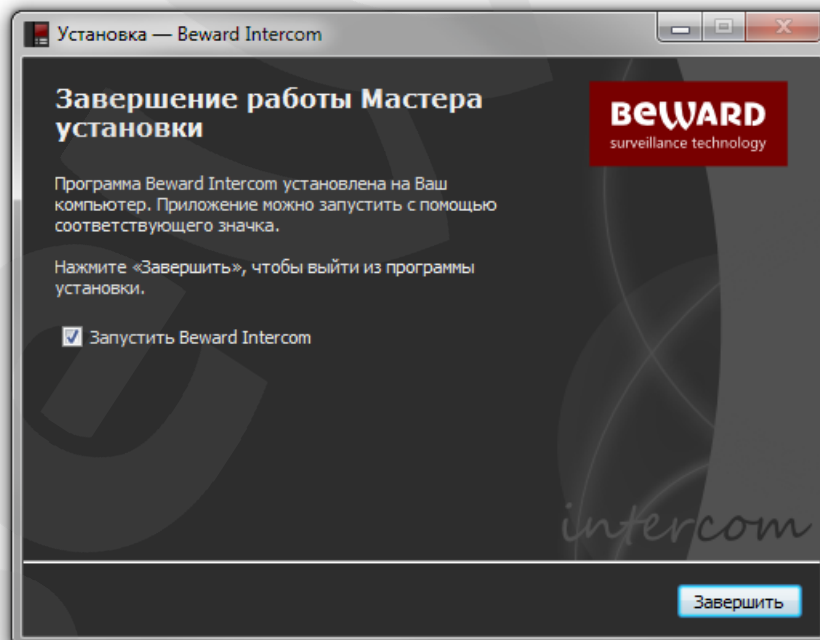 Установка — Beward Intercom
Завершение работы Мастера
установки
BEWARD
surveillance technology
Программа Beward Intercom установлена на Ваш
компьютер. Приложение можно запустить с помощью
соответствующего значка.
Нажмите «Завершить», чтобы выйти из программы
установки.
Запустить Beward Intercom
intercom
Завершить